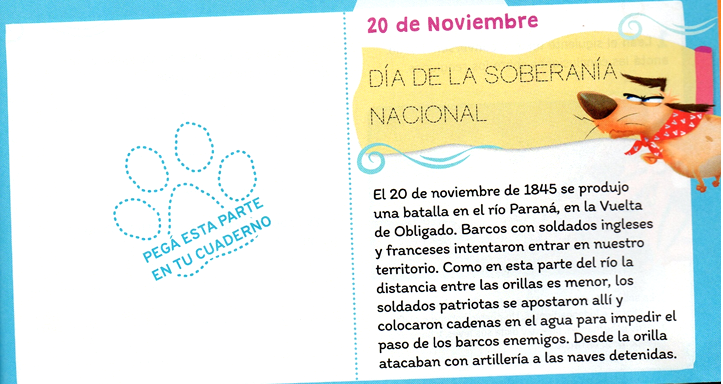 20 de Noviembre
DÍA DE LA SOBERANÍA
NACIONAL
PEGÁ ESTA PARTE
EN TU CUADERNO
El 20 de noviembre de 1845 se produjo
una batalla en el río Paraná, en la Vuelta
de Obligado. Barcos con soldados ingleses
y franceses intentaron entrar en nuestro
territorio. Como en esta parte del río la
distancia entre las orillas es menor, los
soldados patriotas se apostaron allí y
colocaron cadenas en el agua para impedir el
paso de los barcos enemigos. Desde la orilla
atacaban con artillería a las naves detenidas.